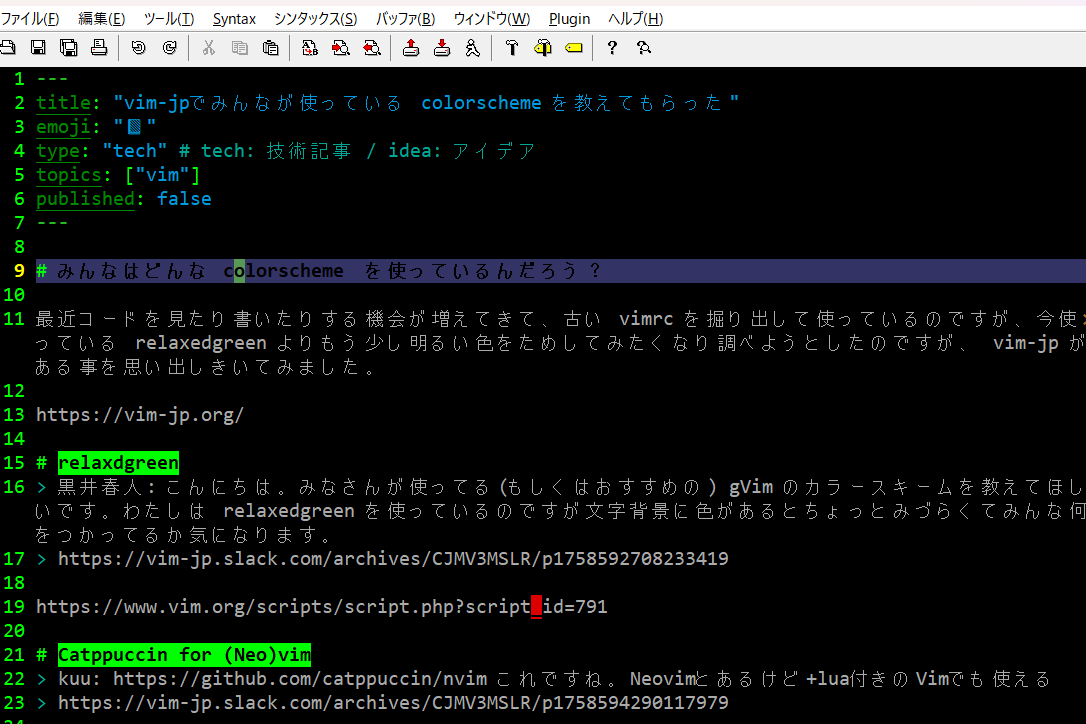 ファイル(F) 編集(E) ツール(T) Syntax シンタックス(S) バッファ(B) ウィンドウ(W) Plugin ヘルプ(H)
1 ---
2 title: "vim-jpでみんなが使っている colorscheme を教えてもらった"
3 emoji: "📘"
4 type: "tech" # tech: 技術記事 / idea: アイデア
5 topics: ["vim"]
6 published: false
7 ---
8
9 # みんなはどんな colorscheme を使っているんだろう？
10
11 最近コードを見たり書いたりする機会が増えてきて、古い vimrc を掘り出して使っているのですが、今使
っている relaxedgreen よりもう少し明るい色をためしてみたくなり調べようとしたのですが、 vim-jp が
ある事を思い出しきいてみました。
12
13 https://vim-jp.org/
14
15 # relaxdgreen
16 > 黒井春人：こんにちは。みなさんが使ってる(もしくはおすすめの) gVim のカラースキームを教えてほし
いです。わたしは relaxedgreen を使っているのですが文字背景に色があるとちょっとみづらくてみんな何
をつかってるか気になります。
17 > https://vim-jp.slack.com/archives/CJMV3MSLR/p1758592708233419
18
19 https://www.vim.org/scripts/script.php?script_id=791
20
21 # Catppuccin for (Neo)vim
22 > kuu: https://github.com/catppuccin/nvim これですね。Neovimとあるけど+lua付きのVimでも使える
23 > https://vim-jp.slack.com/archives/CJMV3MSLR/p1758594290117979